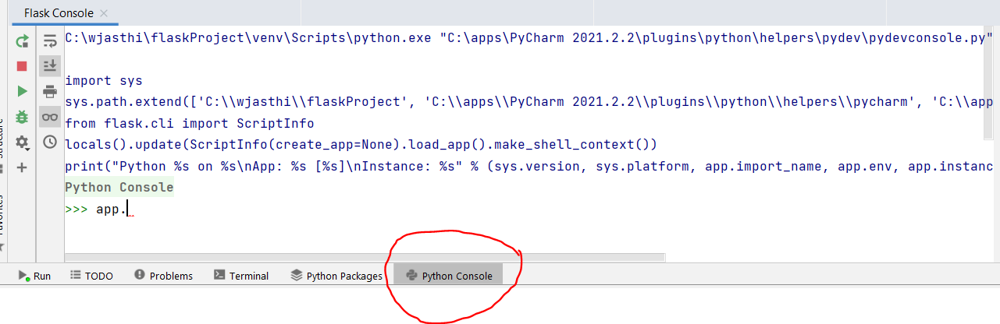 Flask Console
C:\wjasthi\flaskProject\venv\Scripts\python.exe "C:\apps\PyCharm 2021.2.2\plugins\python\helpers\pydev\pydevconsole.py"
import sys
sys.path.extend(['C:\\wjasthi\\flaskProject', 'C:\\apps\\PyCharm 2021.2.2\\plugins\\python\\helpers\\pycharm', 'C:\\app
from flask.cli import ScriptInfo
locals().update(ScriptInfo(create_app=None).load_app().make_shell_context())
print("Python %s on %s\nApp: %s [%s]\nInstance: %s" % (sys.version, sys.platform, app.import_name, app.env, app.instanc
Python Console
>>> app.
Run TODO Problems Terminal Python Packages Python Console